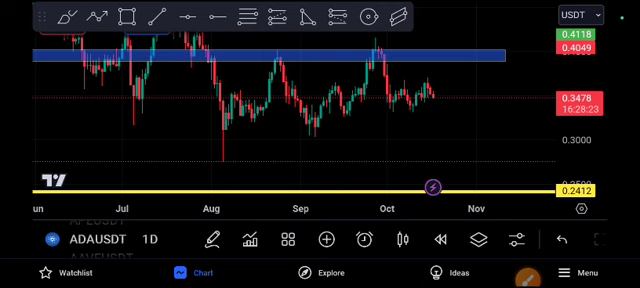 USDT
0.4118
0.4049
0.3478
16:28:23
0.3000
0.2412
Jul
Aug
Sep
Oct
Nov
ADAUSDT 1D
Watchlist
Chart
Explore
Ideas
Menu